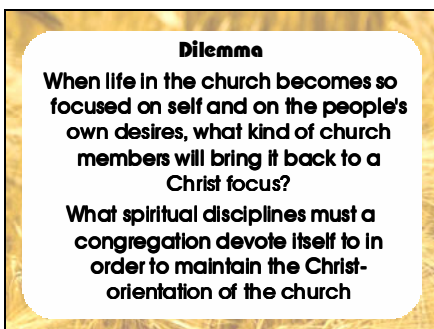 Dilemma
When life in the church becomes so
focused on self and on the people's
own desires, what kind of church
members will bring it back to a
Christ focus?
What spiritual disciplines must a
congregation devote itself to in
order to maintain the Christ-
orientation of the church